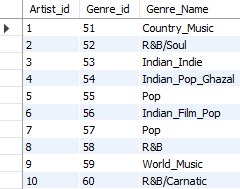 Artist_id Genre_id Genre_Name
1 51 Country_Music
2 52 R&B/Soul
3 53 Indian_Indie
4 54 Indian_Pop_Ghazal
5 55 Pop
6 56 Indian_Film_Pop
7 57 Pop
8 58 R&B
9 59 World_Music
10 60 R&B/Carnatic